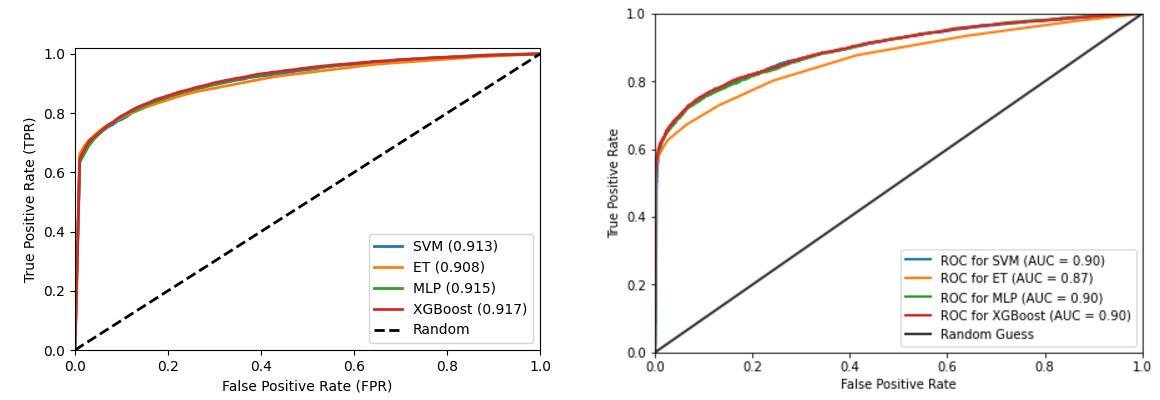 1.0
0.8
0.6
0.4
0.2
0.0
True Positive Rate (TPR)
SVM (0.913)
ET (0.908)
MLP (0.915)
XGBoost (0.917)
Random
0.0 0.2 0.4 0.6 0.8 1.0
False Positive Rate (FPR)
1.0
0.8
0.6
0.4
0.2
0.0
True Positive Rate
ROC for SVM (AUC = 0.90)
ROC for ET (AUC = 0.87)
ROC for MLP (AUC = 0.90)
ROC for XGBoost (AUC = 0.90)
Random Guess
0.0 0.2 0.4 0.6 0.8 1.0
False Positive Rate